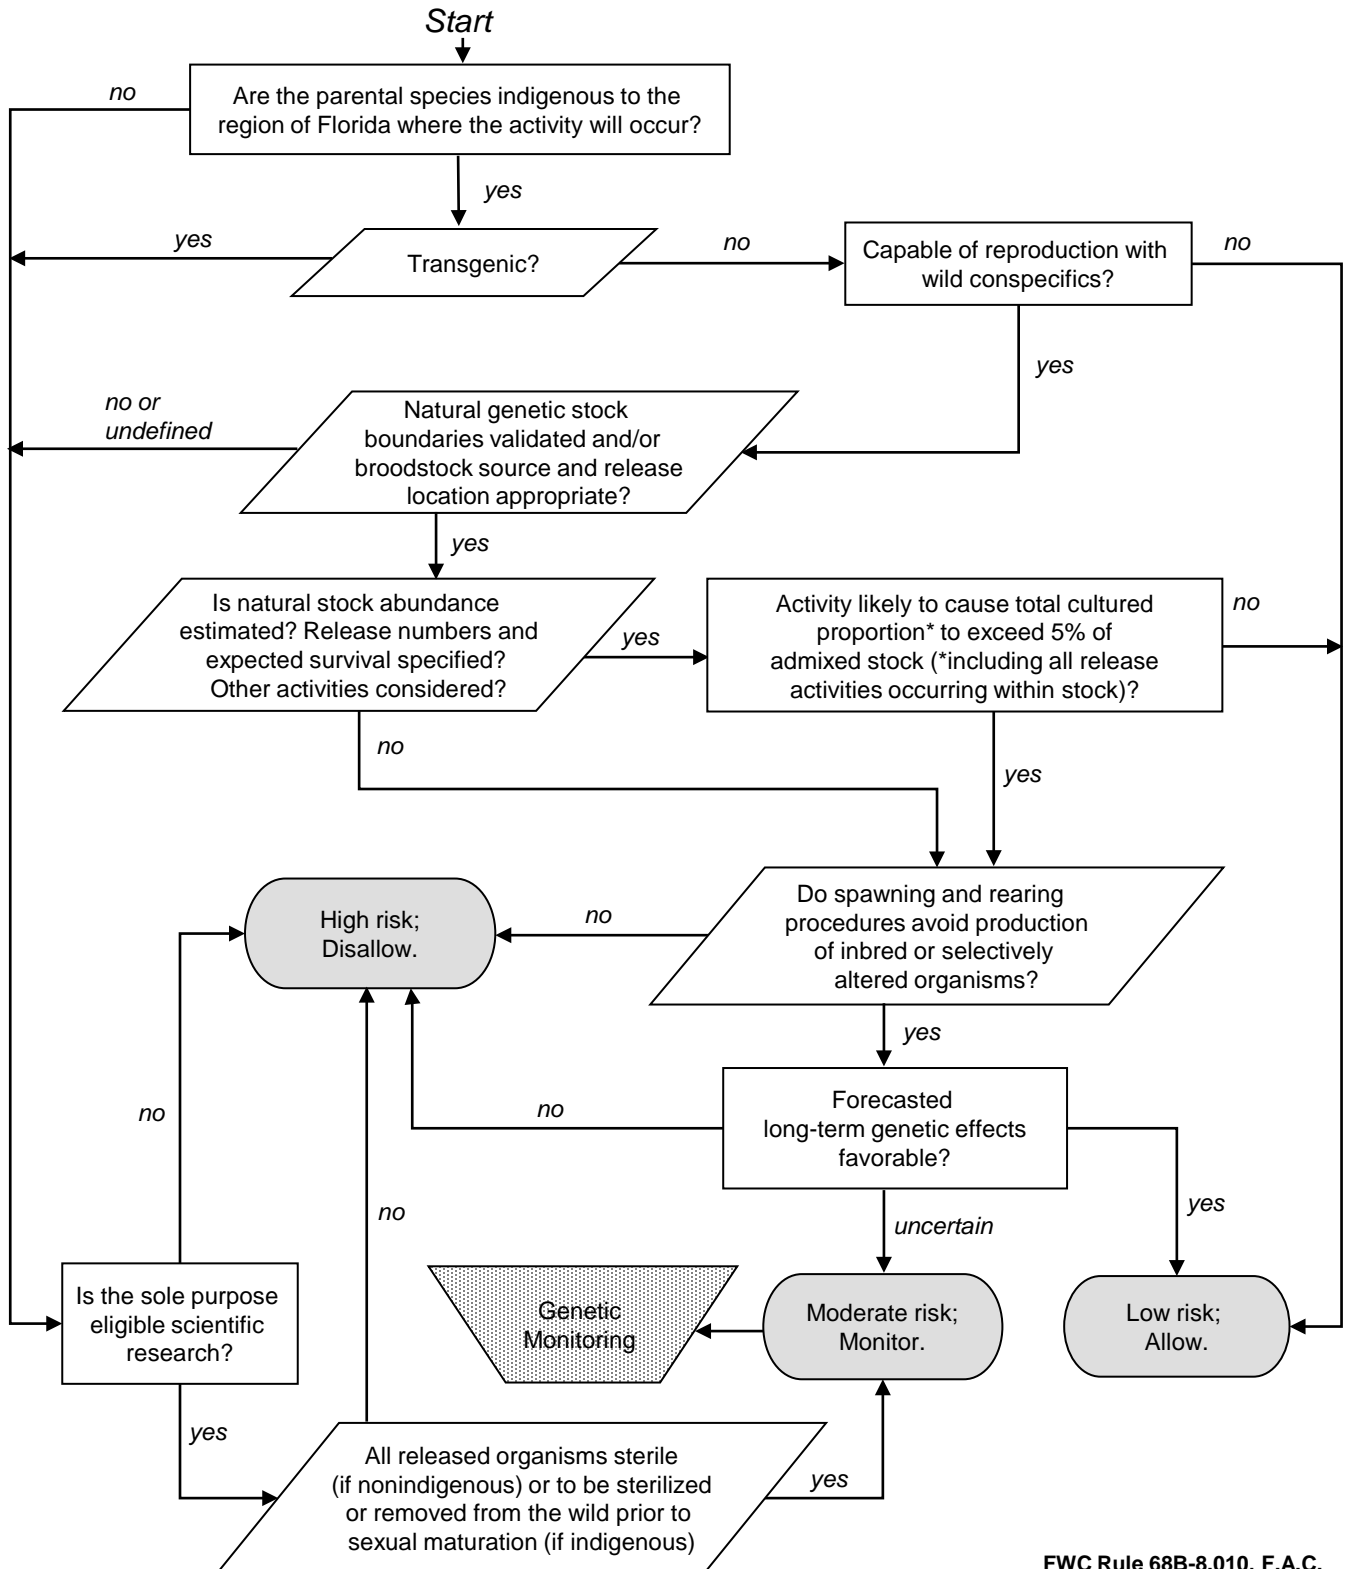 Start
no
Are the parental species indigenous to the
region of Florida where the activity will occur?
yes
yes
Transgenic?
no
Capable of reproduction with
wild conspecifics?
no
yes
no or
undefined
Natural genetic stock
boundaries validated and/or
broodstock source and release
location appropriate?
yes
Is natural stock abundance
estimated? Release numbers and
expected survival specified?
Other activities considered?
yes
Activity likely to cause total cultured
proportion* to exceed 5% of
admixed stock (*including all release
activities occurring within stock)?
no
no
yes
High risk;
Disallow.
no
Do spawning and rearing
procedures avoid production
of inbred or selectively
altered organisms?
yes
no
no
Forecasted
long-term genetic effects
favorable?
no
uncertain
yes
Is the sole purpose
eligible scientific
research?
Genetic
Monitoring
Moderate risk;
Monitor.
Low risk;
Allow.
yes
All released organisms sterile
(if nonindigenous) or to be sterilized
or removed from the wild prior to
sexual maturation (if indigenous)
yes
FWC Rule 68B-8.010, F.A.C.